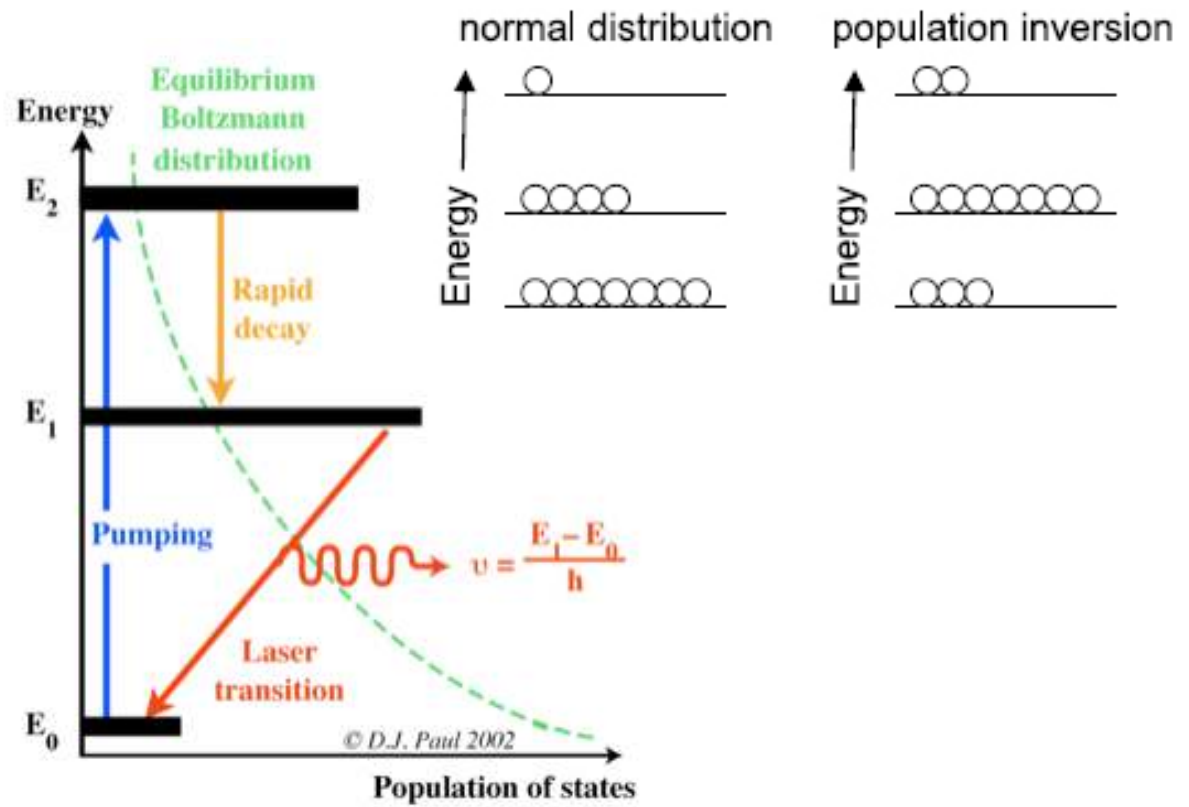 normal distribution
population inversion
Equilibrium
Boltzmann
distribution
Energy
E2
Rapid
decay
E1
Pumping
υ = E1 – E0
h
Laser
transition
E0
© D.J. Paul 2002
Population of states
Energy
Energy